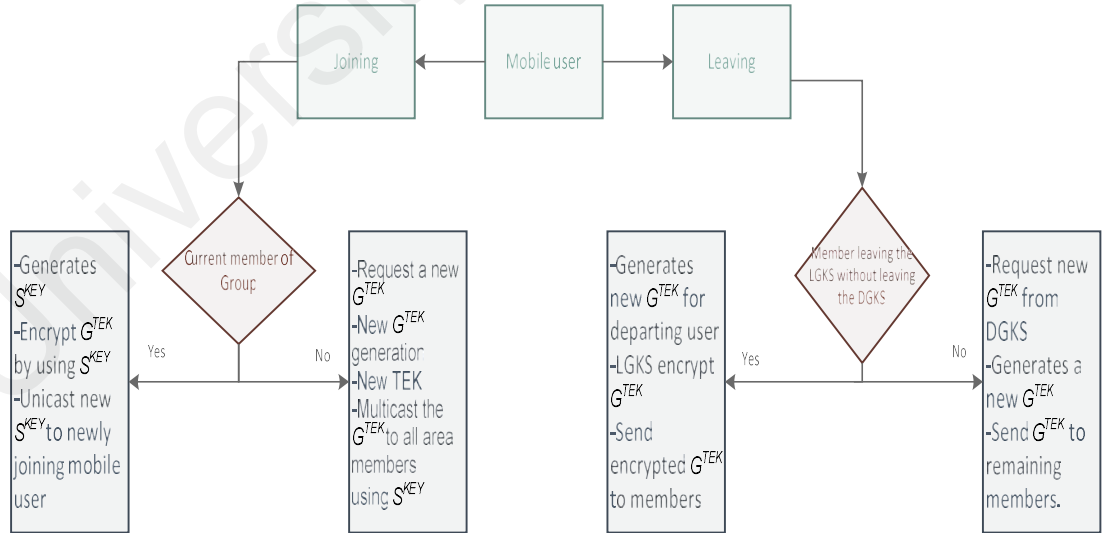 Joining
Mobile user
Leaving
Current member of
Group
Member leaving the
LGKS without leaving
the DGKS
Yes
No
Yes
No
-Generates
S^KEY
-Encrypt G^TEK
by using S^KEY
-Unicast new
S^KEY to newly
joining mobile
user
-Request a new
G^TEK
-New G^TEK
generation
-New TEK
-Multicast the
G^TEK to all area
members
using S^KEY
-Generates
new G^TEK for
departing user
-LGKS encrypt
G^TEK
-Send
encrypted G^TEK
to members
-Request new
G^TEK from
DGKS
-Generates a
new G^TEK
-Send G^TEK to
remaining
members.